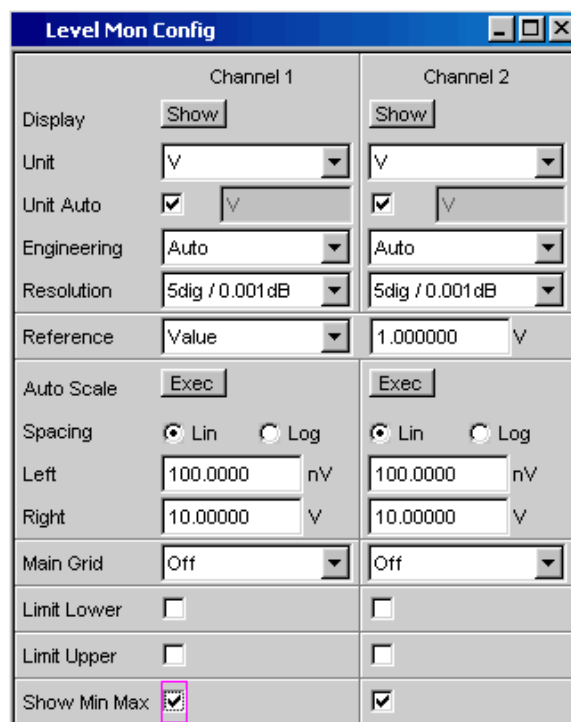 Level Mon Config
Channel 1 Channel 2
Display Show Show
Unit V V
Unit Auto V V
Engineering Auto Auto
Resolution 5dig / 0.001dB 5dig / 0.001dB
Reference Value 1.000000 V
Auto Scale Exec Exec
Spacing Lin Log Lin Log
Left 100.0000 nV 100.0000 nV
Right 10.00000 V 10.00000 V
Main Grid Off Off
Limit Lower
Limit Upper
Show Min Max